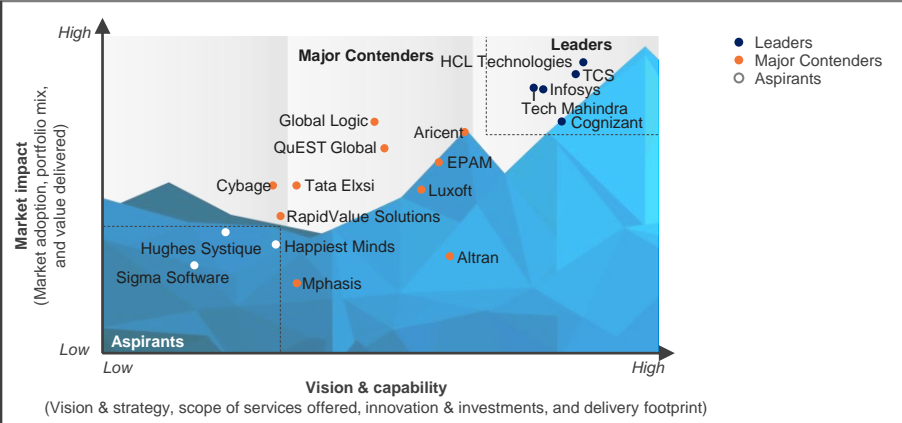 High
Major Contenders
Leaders
HCL Technologies
TCS
Infosys
Tech Mahindra
Cognizant
Leaders
Major Contenders
Aspirants
Global Logic
QuEST Global
Aricent
EPAM
Cybage
Tata Elxsi
Luxoft
RapidValue Solutions
Hughes Systique
Happiest Minds
Altran
Sigma Software
Mphasis
Aspirants
Market impact
(Market adoption, portfolio mix,
and value delivered)
Low
Low
High
Vision & capability
(Vision & strategy, scope of services offered, innovation & investments, and delivery footprint)